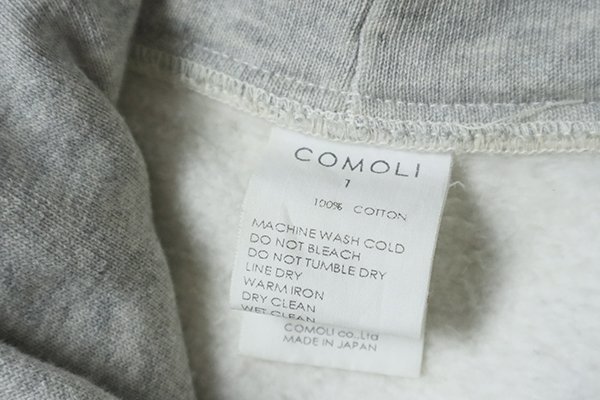 COMOLI
1
100% COTTON
MACHINE WASH COLD
DO NOT BLEACH
DO NOT TUMBLE DRY
LINE DRY
WARM IRON
DRY CLEAN
WET CLEAN
COMOLI co.,Ltd
MADE IN JAPAN